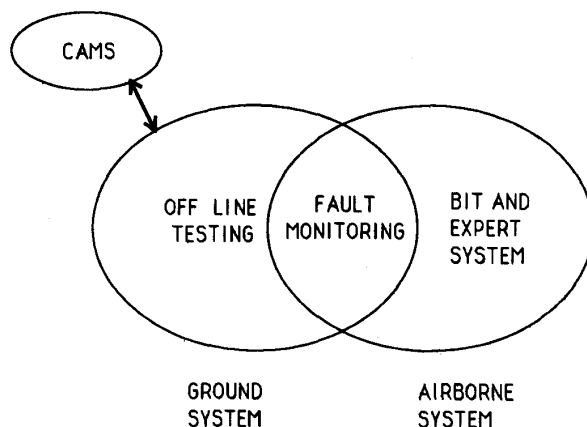 CAMS
OFF LINE
TESTING
FAULT
MONITORING
BIT AND
EXPERT
SYSTEM
GROUND
SYSTEM
AIRBORNE
SYSTEM